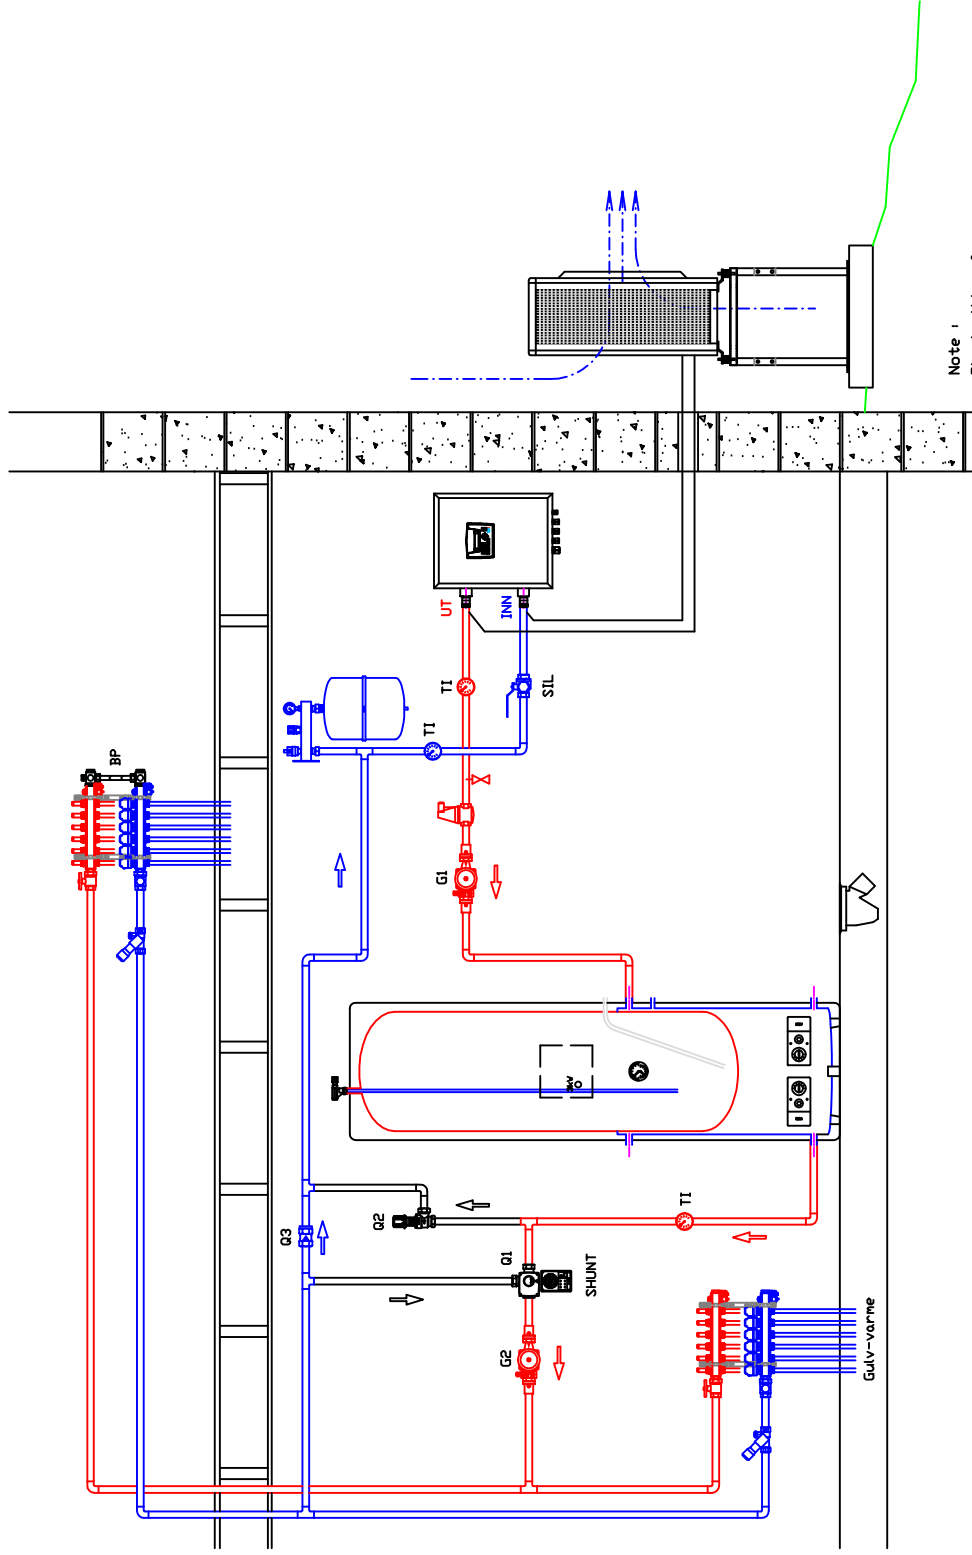 BP
TI
UT
INN
TI
SIL
G1
Q3
Q2
Q1
TI
SHUNT
G2
Gulv-varme
Note :